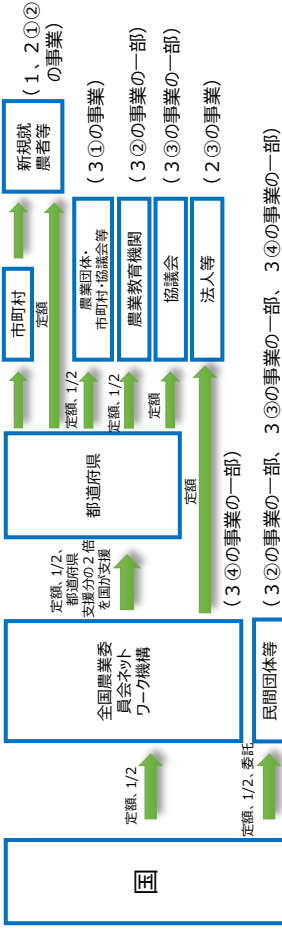 国
定額、1/2
定額、1/2、委託
全国農業委
員会ネット
ワーク機構
民間団体等
（3②の事業の一部、 3③の事業の一部、 3④の事業の一部）
（3④の事業の一部）
定額、1/2、
都道府県
支援分の２倍
を国が支援
都道府県
定額
定額
定額、1/2
定額、1/2
定額
市町村
新規就
農者等
（1、2①②
の事業）
農業団体・
市町村・協議会等
（3①の事業）
農業教育機関
（3②の事業の一部）
協議会
（3③の事業の一部）
法人等
（2③の事業）